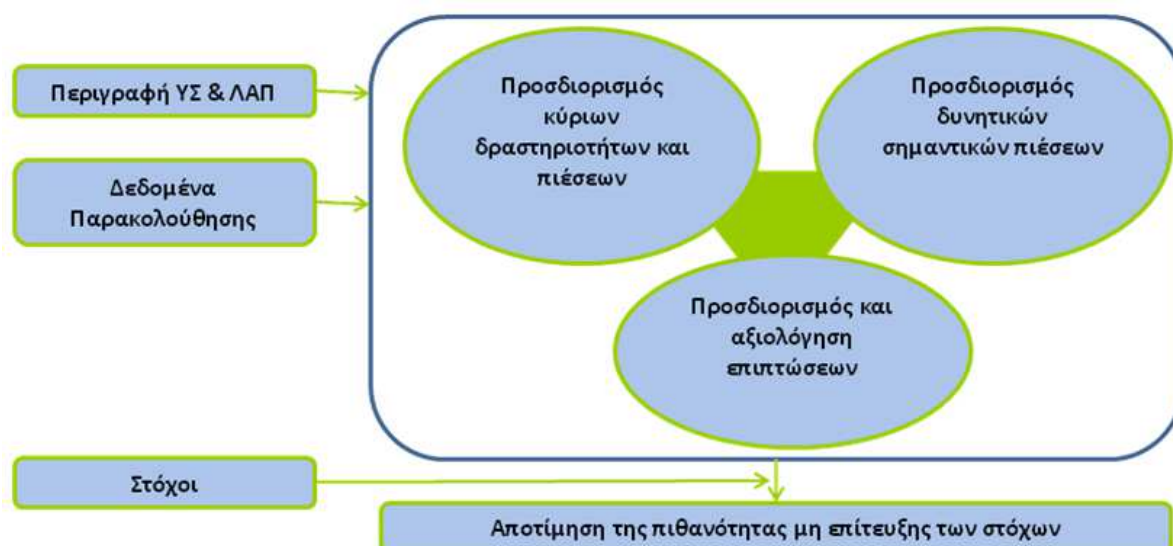 Περιγραφή ΥΣ & ΛΑΠ
Δεδομένα
Παρακολούθησης
Προσδιορισμός
κύριων
δραστηριοτήτων και
πιέσεων
Προσδιορισμός
δυνητικών
σημαντικών πιέσεων
Προσδιορισμός και
αξιολόγηση
επιπτώσεων
Στόχοι
Αποτίμηση της πιθανότητας μη επίτευξης των στόχων